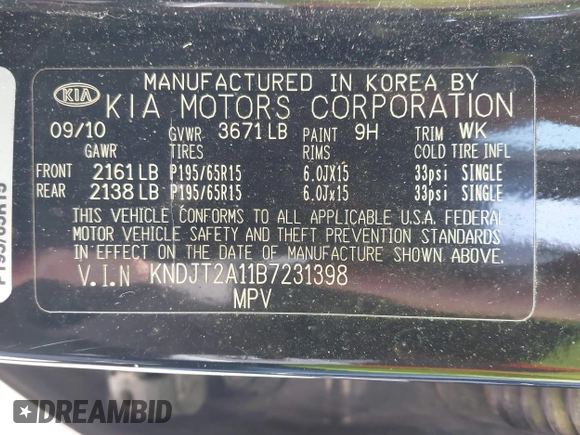 MANUFACTURED IN KOREA BY
KIA KIA MOTORS CORPORATION
09/10 GVWR 3671 LB PAINT 9H TRIM WK
GAWR TIRES RIMS COLD TIRE INFL
FRONT 2161 LB P195/65R15 6.0JX15 33psi SINGLE
REAR 2138 LB P195/65R15 6.0Jx15 33psi SINGLE
THIS VEHICLE CONFORMS TO ALL APPLICABLE U.S.A. FEDERAL
MOTOR VEHICLE SAFETY AND THEFT PREVENTION STANDARDS
IN EFFECT ON THE DATE OF MANUFACTURE SHOWN ABOVE.
V.I.N KNDJT2A11B7231398
MPV
P195/65R15
DREAMBID